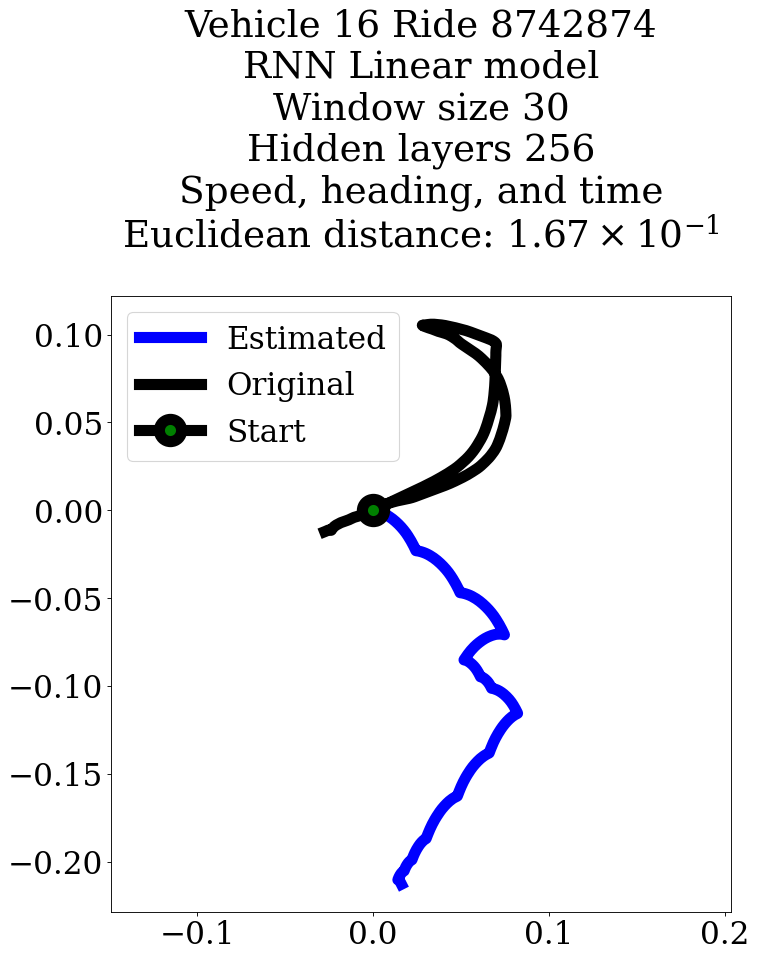 Vehicle 16 Ride 8742874
RNN Linear model
Window size 30
Hidden layers 256
Speed, heading, and time
Euclidean distance: 1.67 × 10⁻¹
Estimated
Original
Start
0.10
0.05
0.00
−0.05
−0.10
−0.15
−0.20
−0.1 0.0 0.1 0.2